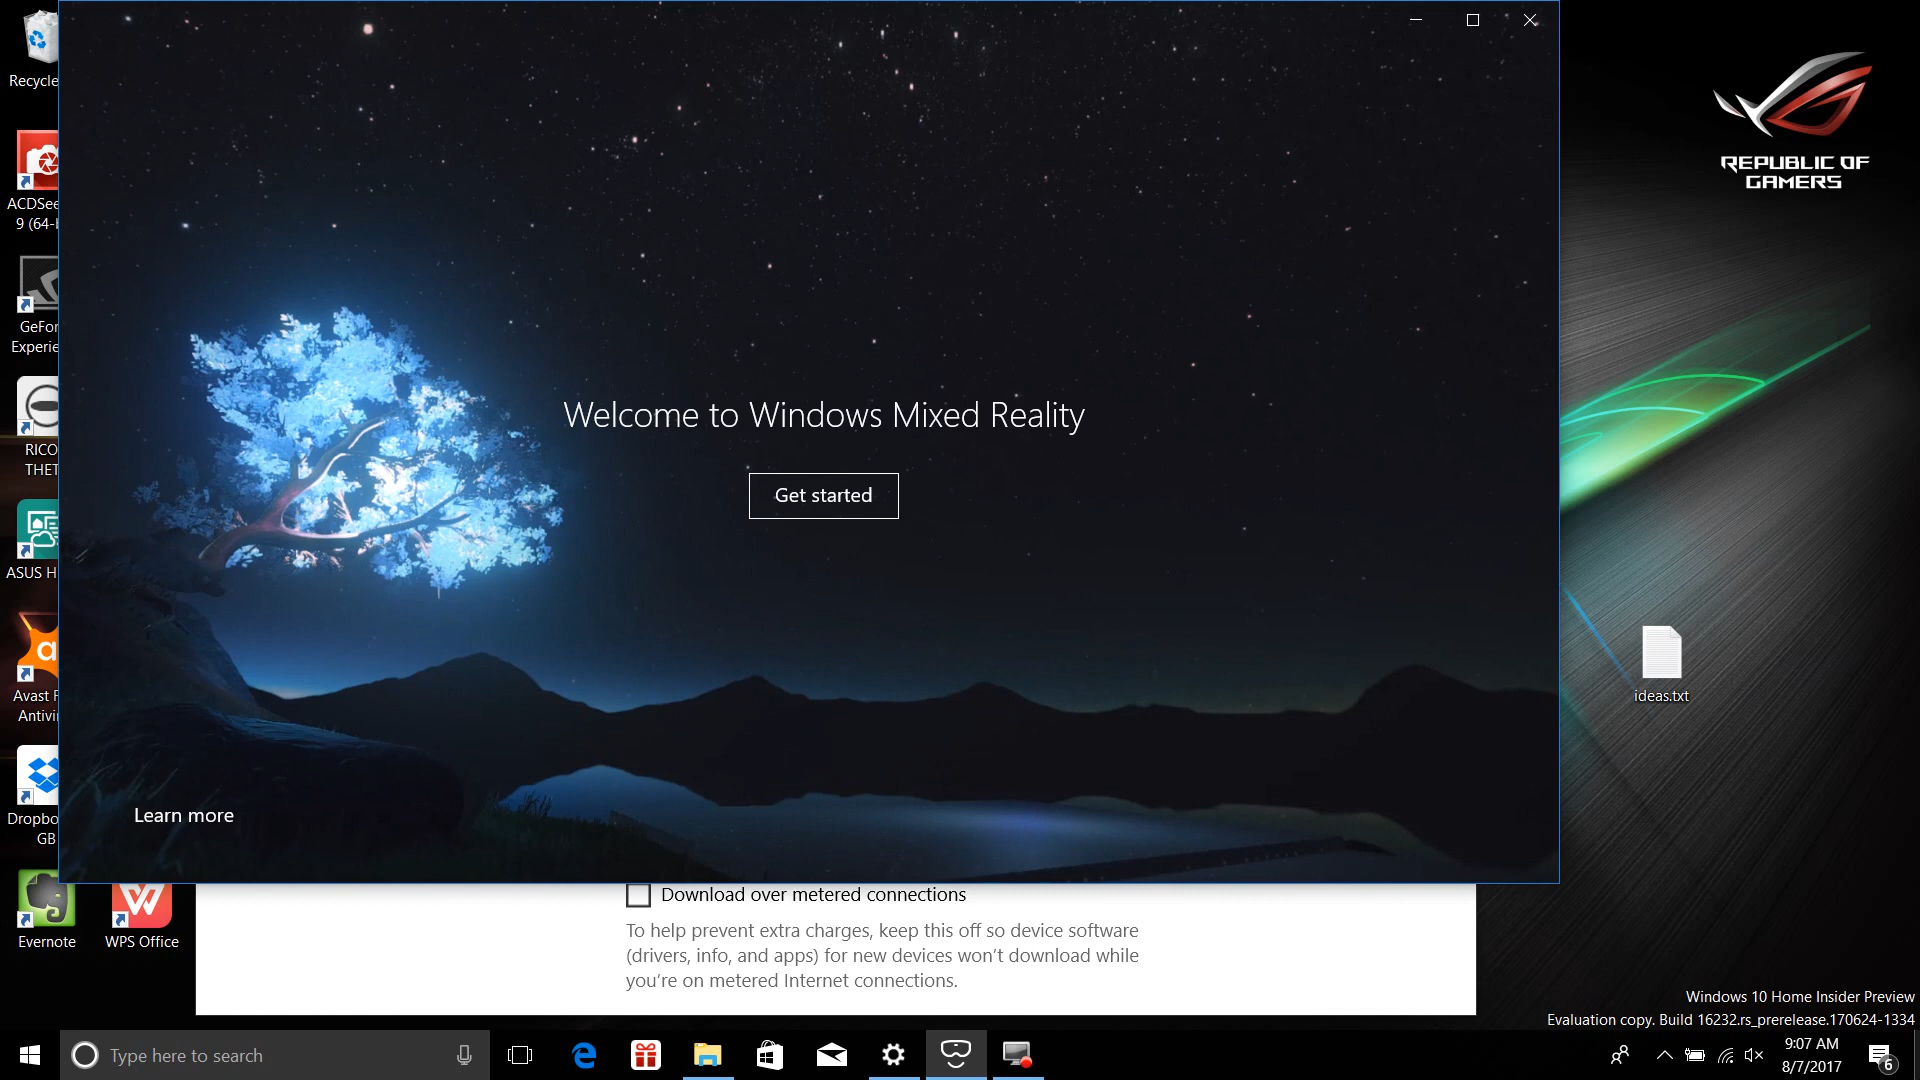 Recycle
ACDSee
9 (64-b
GeFor
Experie
RICO
THET
ASUS H
Avast F
Antivi
Dropbo
GB
Evernote
WPS Office
Welcome to Windows Mixed Reality
Get started
Learn more
REPUBLIC OF
GAMERS
ideas.txt
Download over metered connections
To help prevent extra charges, keep this off so device software
(drivers, info, and apps) for new devices won't download while
you're on metered Internet connections.
Windows 10 Home Insider Preview
Evaluation copy. Build 16232.rs_prerelease.170624-1334
Type here to search
9:07 AM
8/7/2017
6